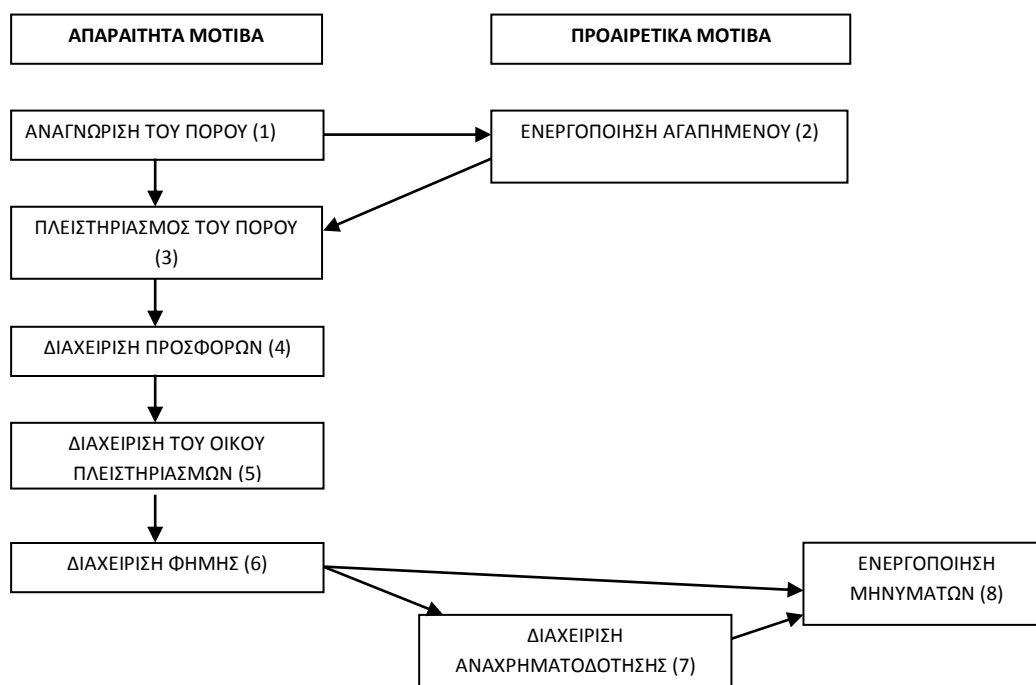 ΑΠΑΡΑΙΤΗΤΑ ΜΟΤΙΒΑ
ΠΡΟΑΙΡΕΤΙΚΑ ΜΟΤΙΒΑ
ΑΝΑΓΝΩΡΙΣΗ ΤΟΥ ΠΟΡΟΥ (1)
ΕΝΕΡΓΟΠΟΙΗΣΗ ΑΓΑΠΗΜΕΝΟΥ (2)
ΠΛΕΙΣΤΗΡΙΑΣΜΟΣ ΤΟΥ ΠΟΡΟΥ
(3)
ΔΙΑΧΕΙΡΙΣΗ ΠΡΟΣΦΟΡΩΝ (4)
ΔΙΑΧΕΙΡΙΣΗ ΤΟΥ ΟΙΚΟΥ
ΠΛΕΙΣΤΗΡΙΑΣΜΩΝ (5)
ΔΙΑΧΕΙΡΙΣΗ ΦΗΜΗΣ (6)
ΕΝΕΡΓΟΠΟΙΗΣΗ
ΜΗΝΥΜΑΤΩΝ (8)
ΔΙΑΧΕΙΡΙΣΗ
ΑΝΑΧΡΗΜΑΤΟΔΟΤΗΣΗΣ (7)